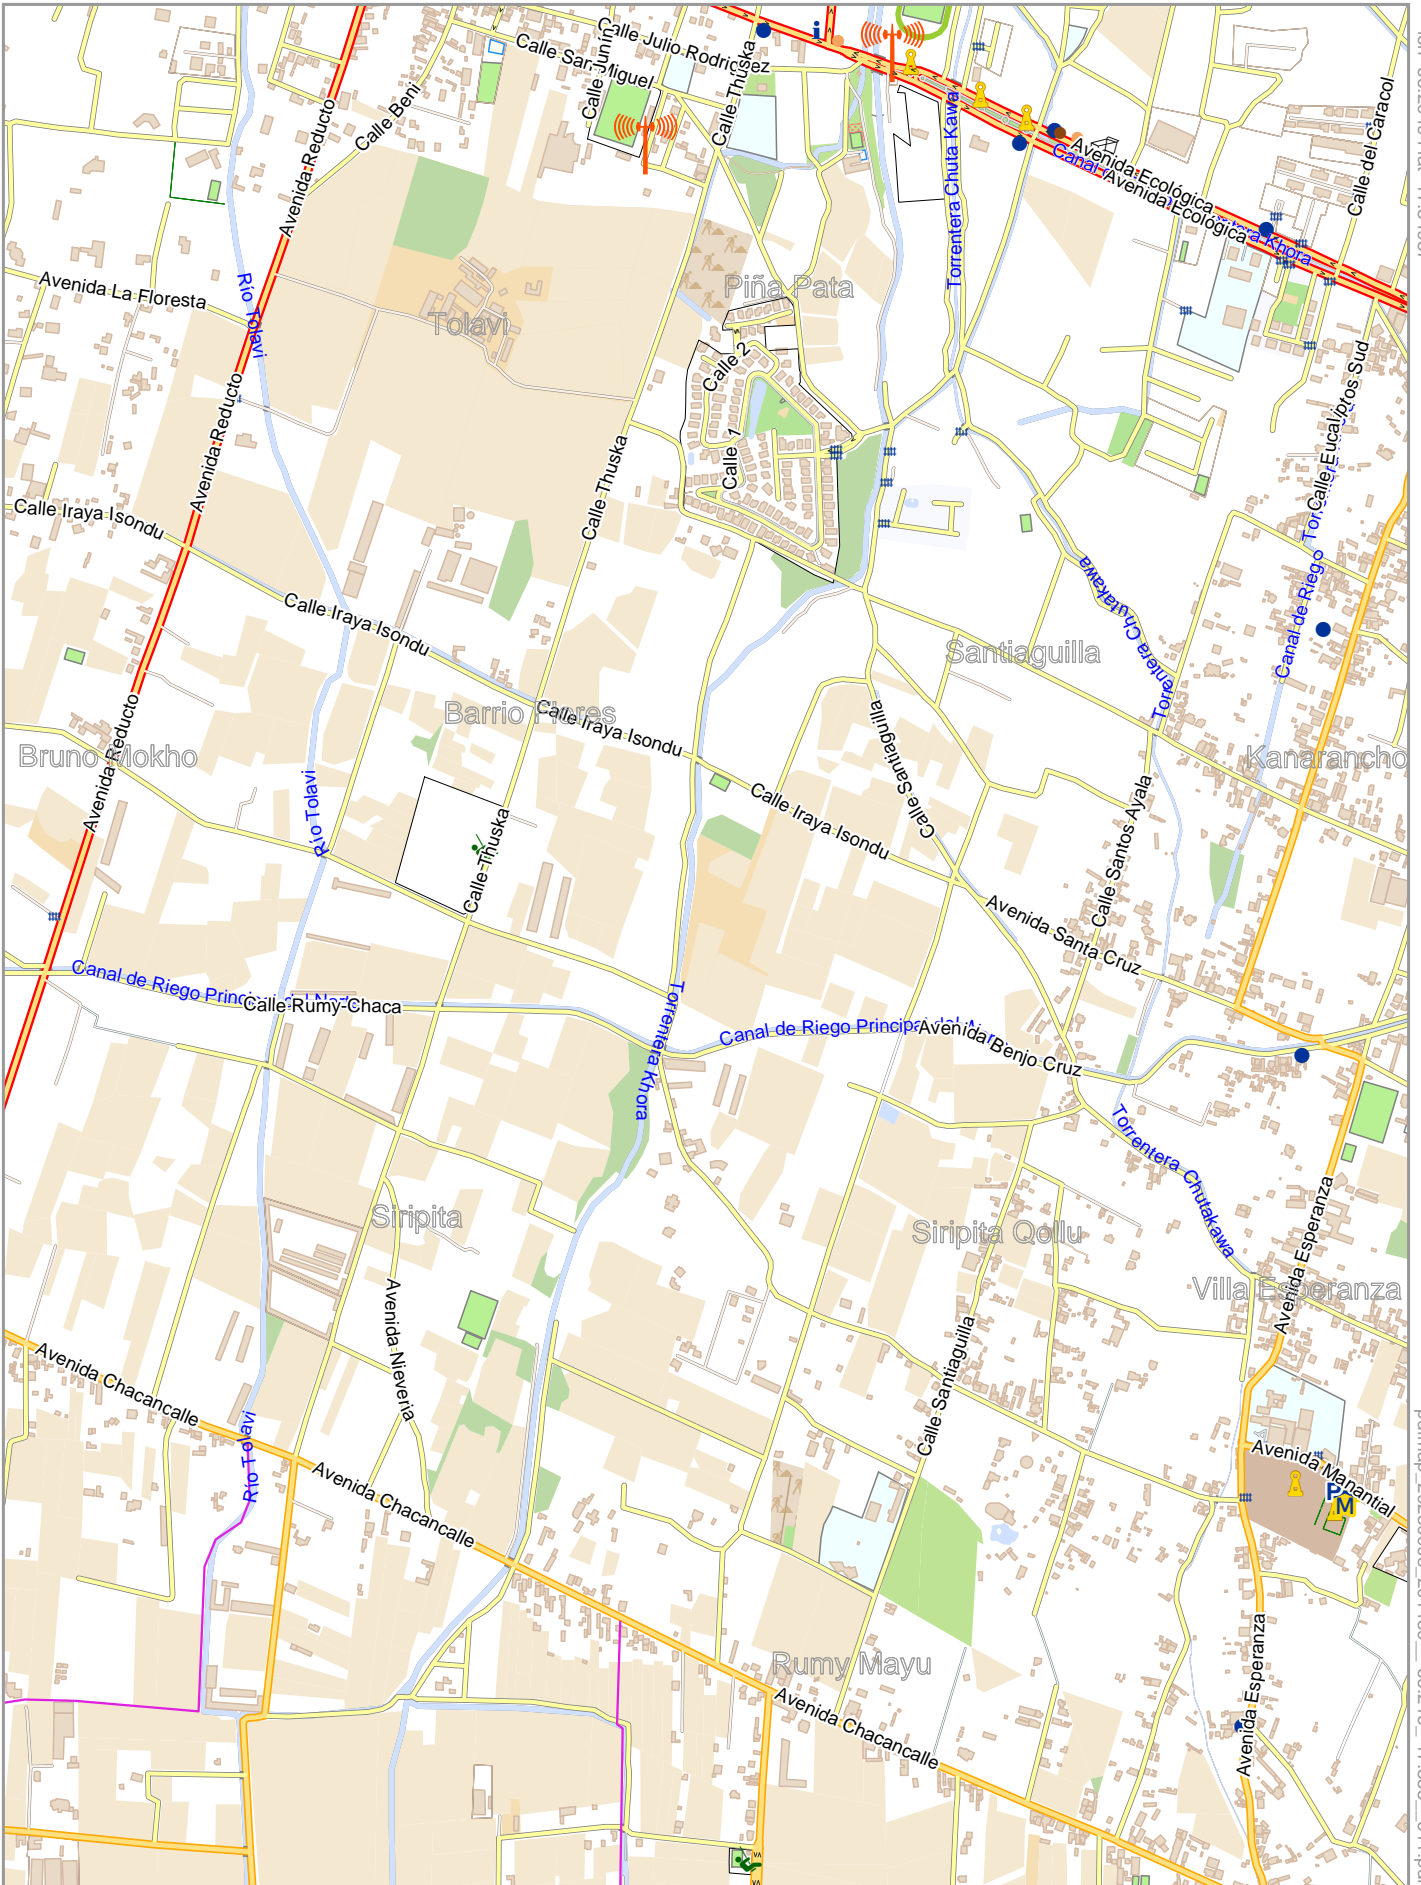 Calle Julio Rodriguez
Calle San Miguel
Calle Junín
Calle Thuska
i
Calle Beni
Avenida Reducto
Torrentera Chuta Kawa
Avenida Ecológica
Avenida Ecológica
Calle del Caracol
Avenida La Floresta
Río Tolavi
Tolavi
Piña Pata
Calle 2
Calle 1
Avenida Reducto
Calle Thuska
Calle Eucaliptos Sud
Calle Iraya Isondu
Calle Iraya Isondu
Canal de Riego
Torrentera Chutakawa
Santiaguilla
Barrio Flores
Calle Iraya Isondu
Bruno Mokho
Avenida Reducto
Kanarancho
Río Tolavi
Calle Thuska
Calle Iraya Isondu
Calle Santiaguilla
Calle Santos Ayala
Avenida Santa Cruz
Canal de Riego Principal del Norte
Calle Rumy-Chaca
Torrentera Khora
Canal de Riego Principal del Norte
Avenida Benjo Cruz
Torrentera Chutakawa
Siripita
Siripita Qollu
Avenida Esperanza
Villa Esperanza
Avenida Nieveria
Calle Santiaguilla
Avenida Chacancalle
Río Tolavi
Avenida Chacancalle
Avenida Manantial
P
M
Rumy Mayu
Avenida Chacancalle
Avenida Esperanza